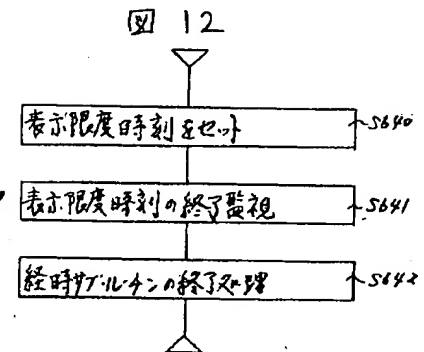 図 12
表示限度時刻をセット ~S640
表示限度時刻の終了監視 ~S641
経時サブルーチンの終了処理 ~S642